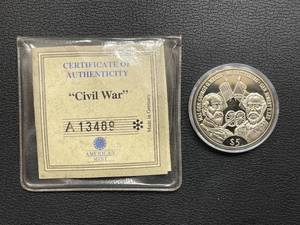 CERTIFICATE OF
AUTHENTICITY
"Civil War"
A 13489
Made in Germany
AMERICAN
MINT
$5